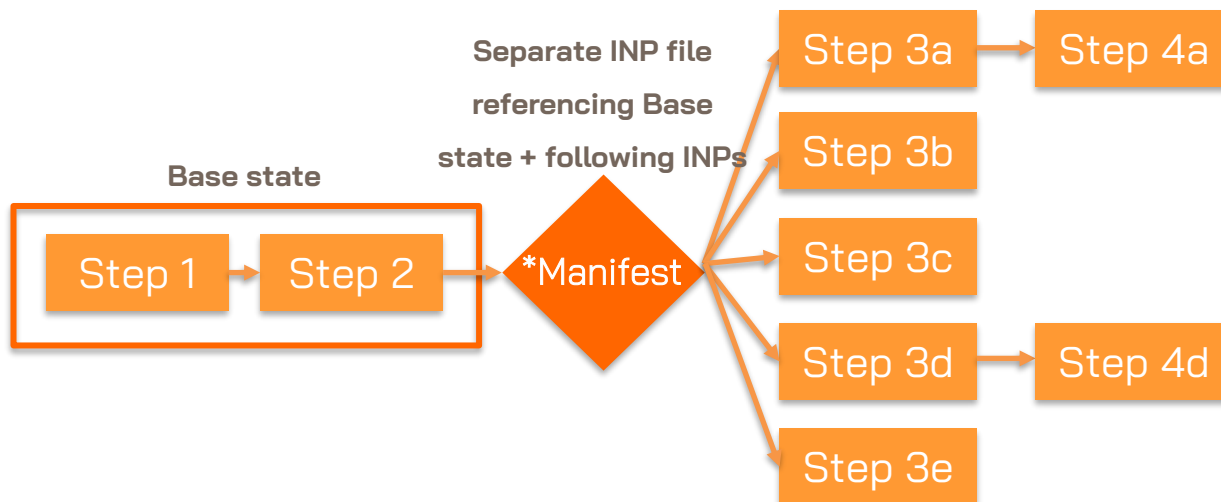 Separate INP file
referencing Base
state + following INPs
Base state
Step 1
Step 2
*Manifest
Step 3a
Step 4a
Step 3b
Step 3c
Step 3d
Step 4d
Step 3e